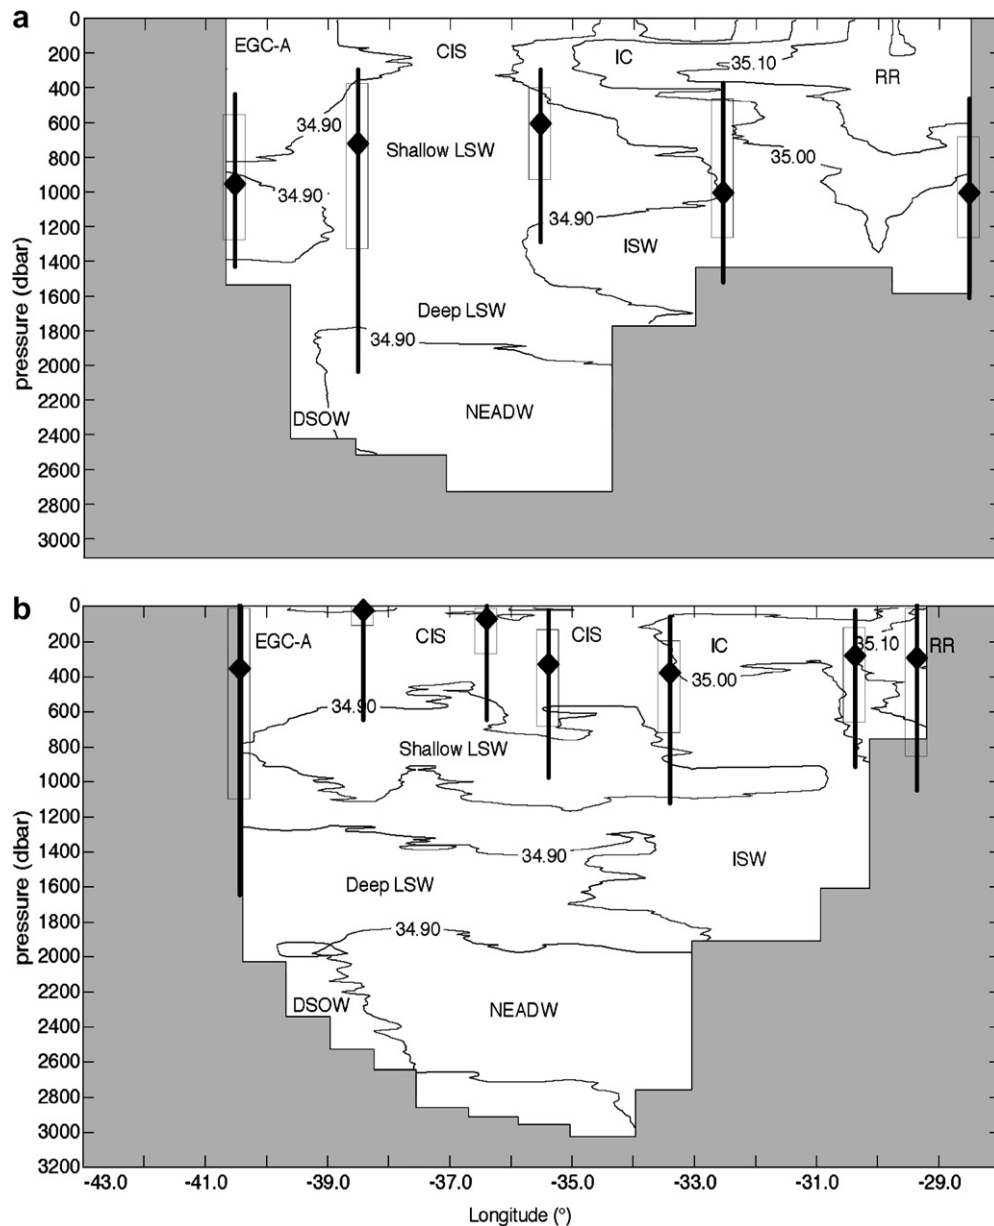 a
0
200
400
600
800
1000
1200
1400
1600
1800
2000
2200
2400
2600
2800
3000
pressure (dbar)
EGC-A
CIS
IC
35.10
RR
34.90
Shallow LSW
35.00
34.90
34.90
ISW
Deep LSW
34.90
DSOW
NEADW
b
0
200
400
600
800
1000
1200
1400
1600
1800
2000
2200
2400
2600
2800
3000
3200
pressure (dbar)
EGC-A
CIS
CIS
IC
35.10
RR
35.00
34.90
Shallow LSW
34.90
ISW
Deep LSW
34.90
DSOW
NEADW
-43.0 -41.0 -39.0 -37.0 -35.0 -33.0 -31.0 -29.0
Longitude (°)